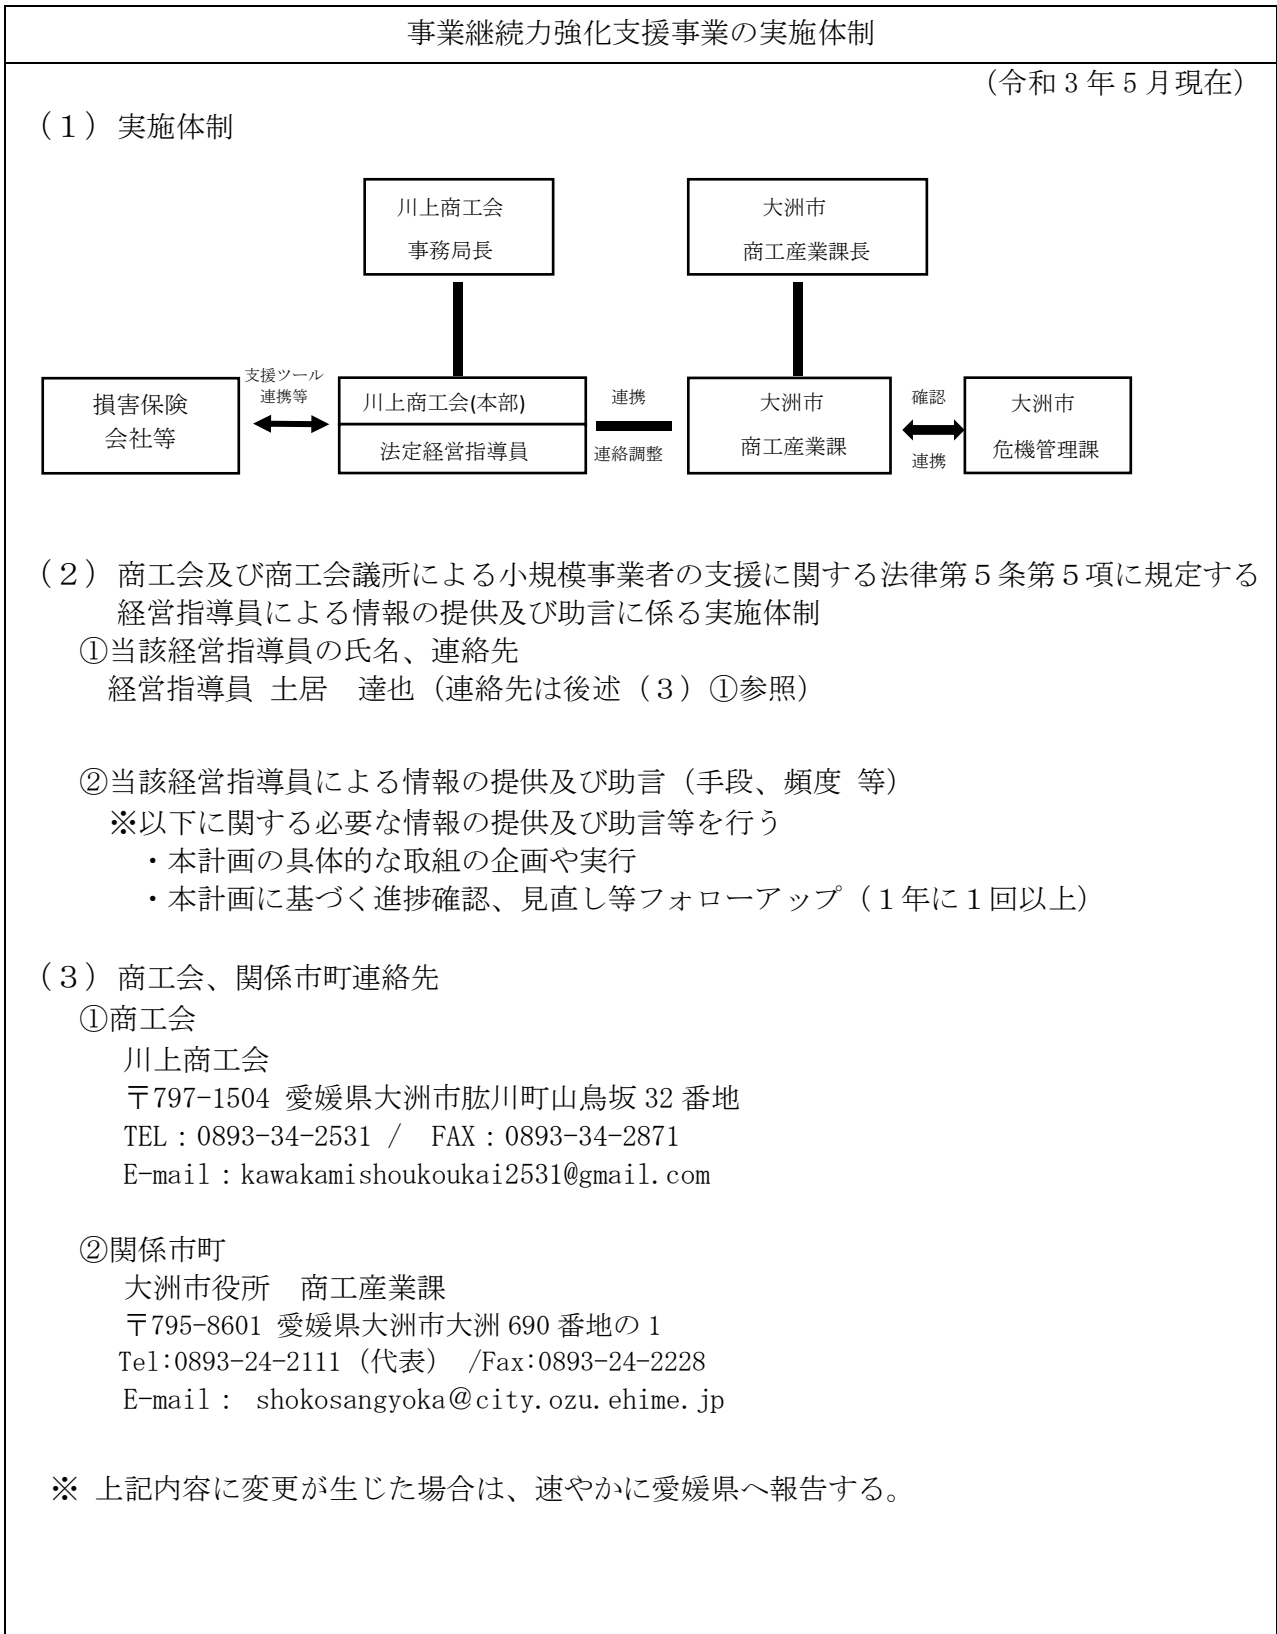 事業継続力強化支援事業の実施体制
（令和３年５月現在）
（１）実施体制
川上商工会
事務局長
大洲市
商工産業課長
損害保険
会社等
支援ツール
連携等
川上商工会(本部)
法定経営指導員
連携
連絡調整
大洲市
商工産業課
確認
連携
大洲市
危機管理課
（２）商工会及び商工会議所による小規模事業者の支援に関する法律第５条第５項に規定する
経営指導員による情報の提供及び助言に係る実施体制
①当該経営指導員の氏名、連絡先
経営指導員 土居　達也（連絡先は後述（３）①参照）
②当該経営指導員による情報の提供及び助言（手段、頻度 等）
※以下に関する必要な情報の提供及び助言等を行う
・本計画の具体的な取組の企画や実行
・本計画に基づく進捗確認、見直し等フォローアップ（１年に１回以上）
（３）商工会、関係市町連絡先
①商工会
川上商工会
〒797-1504 愛媛県大洲市肱川町山鳥坂 32 番地
TEL：0893-34-2531 /　FAX：0893-34-2871
E-mail：kawakamishoukoukai2531@gmail.com
②関係市町
大洲市役所　商工産業課
〒795-8601 愛媛県大洲市大洲 690 番地の 1
Tel:0893-24-2111（代表） /Fax:0893-24-2228
E-mail： shokosangyoka＠city.ozu.ehime.jp
※ 上記内容に変更が生じた場合は、速やかに愛媛県へ報告する。